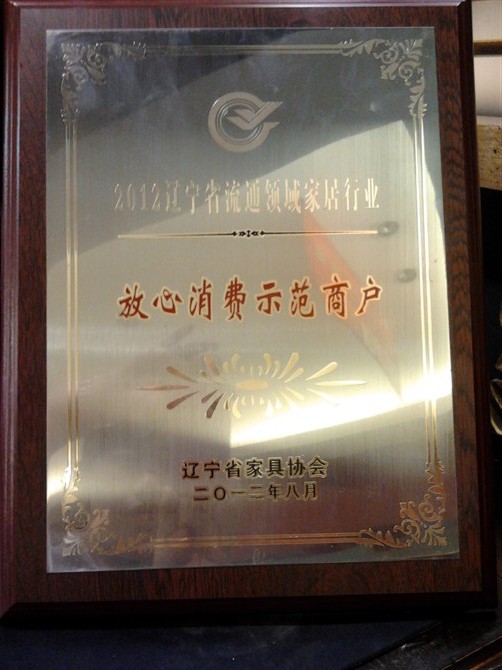 2012辽宁省流通领域家居行业
放心消费示范商户
辽宁省家具协会
二〇一二年八月